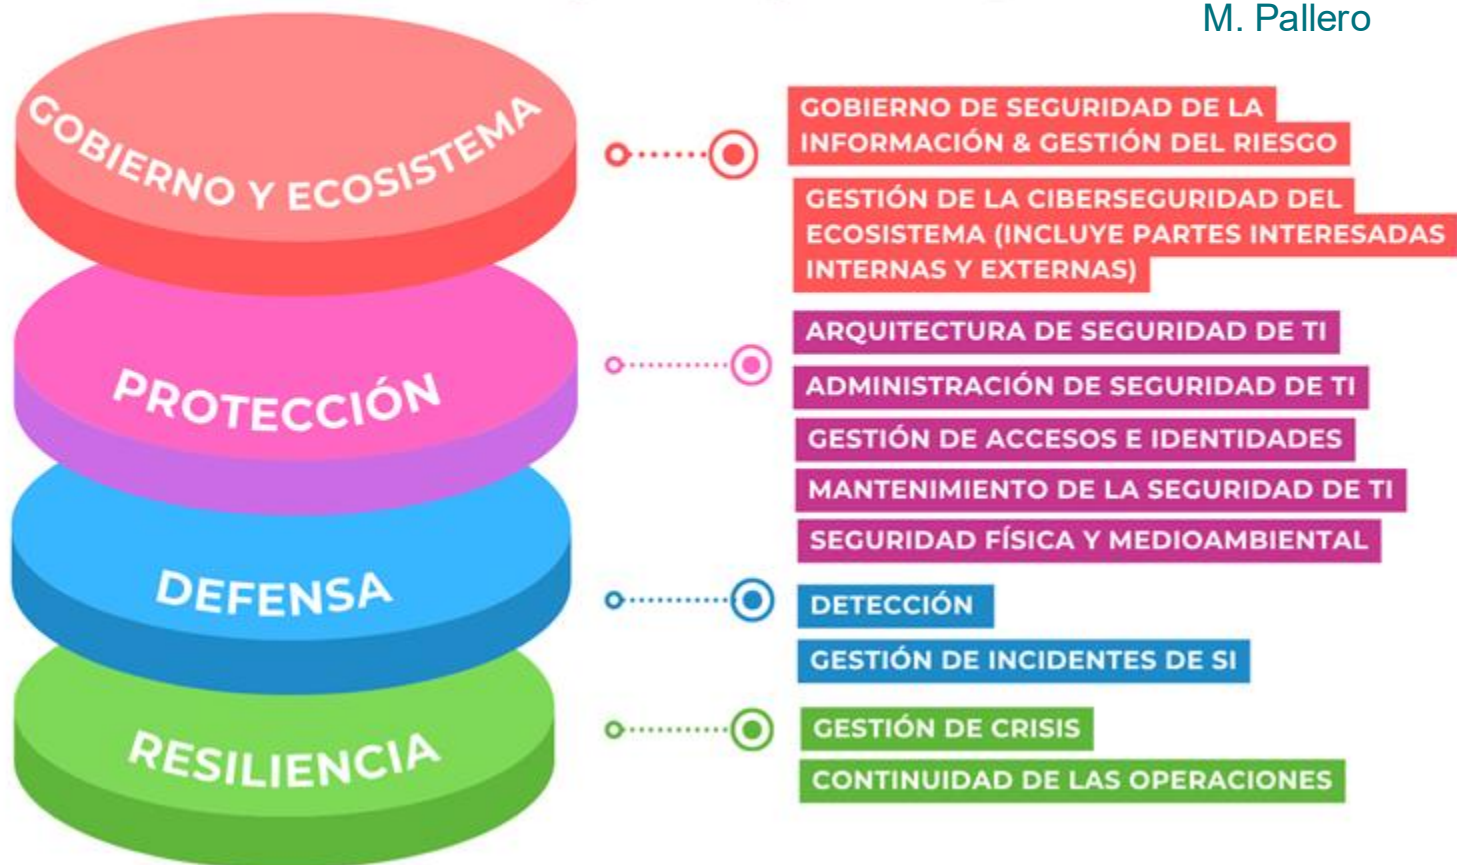 M. Pallero
GOBIERNO Y ECOSISTEMA
GOBIERNO DE SEGURIDAD DE LA
INFORMACIÓN & GESTIÓN DEL RIESGO
GESTIÓN DE LA CIBERSEGURIDAD DEL
ECOSISTEMA (INCLUYE PARTES INTERESADAS
INTERNAS Y EXTERNAS)
PROTECCIÓN
ARQUITECTURA DE SEGURIDAD DE TI
ADMINISTRACIÓN DE SEGURIDAD DE TI
GESTIÓN DE ACCESOS E IDENTIDADES
MANTENIMIENTO DE LA SEGURIDAD DE TI
SEGURIDAD FÍSICA Y MEDIOAMBIENTAL
DEFENSA
DETECCIÓN
GESTIÓN DE INCIDENTES DE SI
RESILIENCIA
GESTIÓN DE CRISIS
CONTINUIDAD DE LAS OPERACIONES